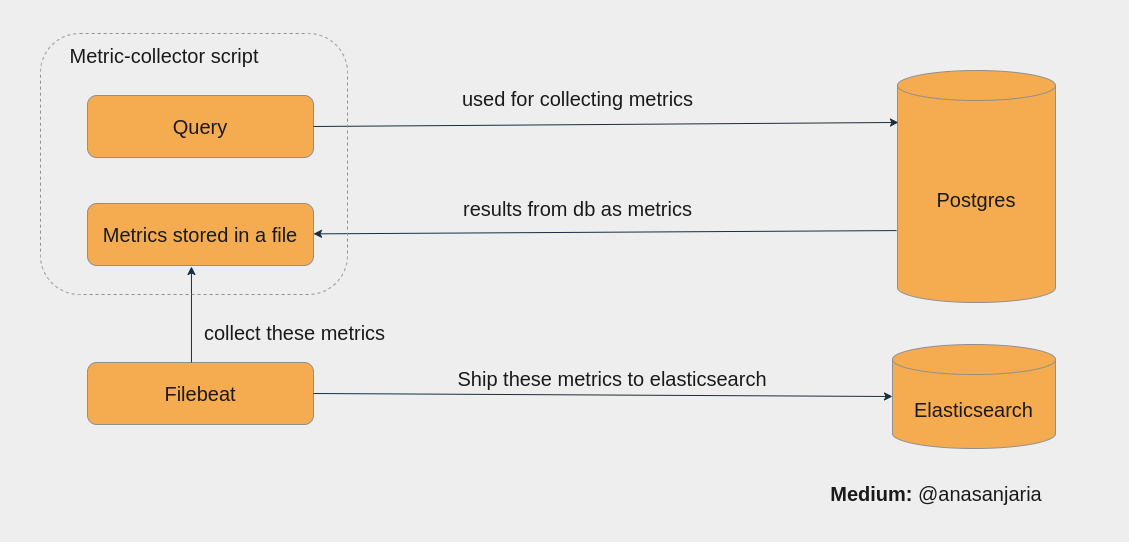 Metric-collector script
Query
used for collecting metrics
Postgres
results from db as metrics
Metrics stored in a file
collect these metrics
Filebeat
Ship these metrics to elasticsearch
Elasticsearch
Medium: @anasanjaria